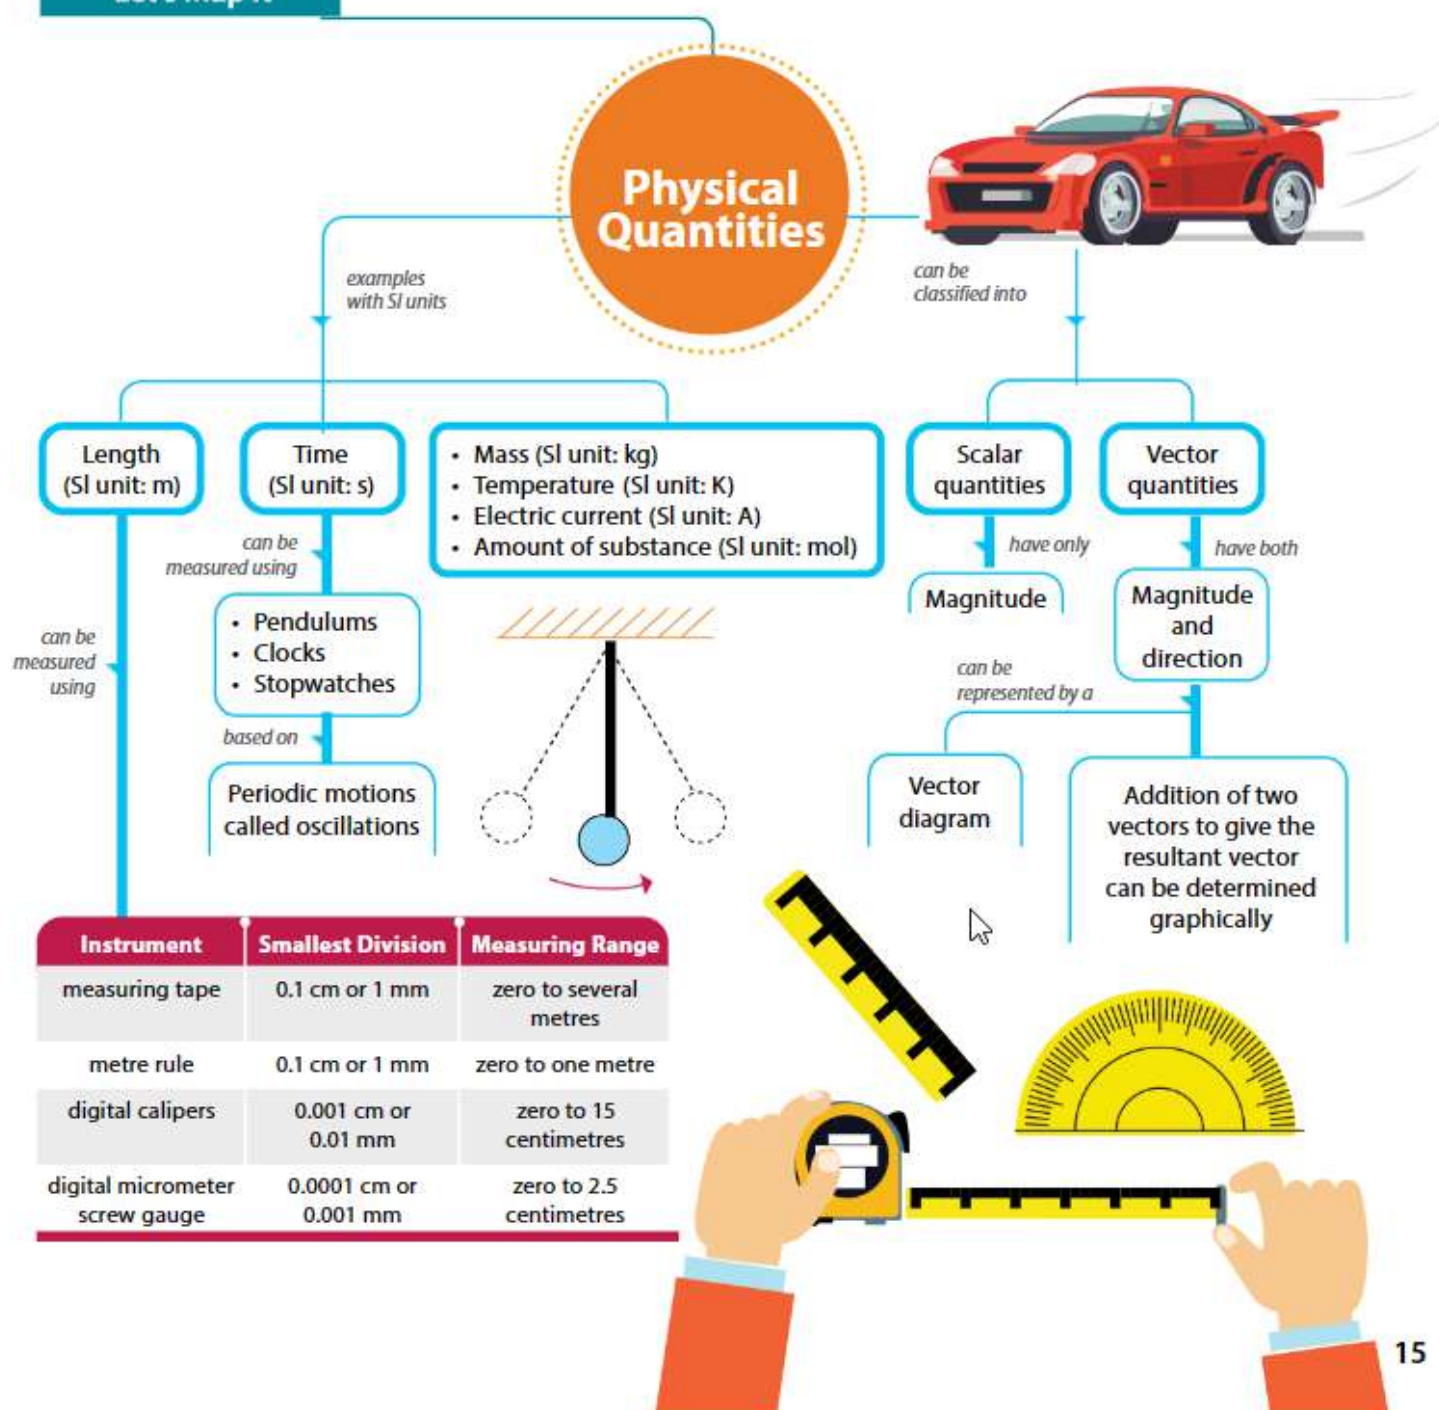 Physical
Quantities
examples
with SI units
can be
classified into
Length
(SI unit: m)
Time
(SI unit: s)
• Mass (SI unit: kg)
• Temperature (SI unit: K)
• Electric current (SI unit: A)
• Amount of substance (SI unit: mol)
Scalar
quantities
Vector
quantities
can be
measured using
have only
have both
Magnitude
Magnitude
and
direction
• Pendulums
• Clocks
• Stopwatches
can be
measured
using
can be
represented by a
based on
Periodic motions
called oscillations
Vector
diagram
Addition of two
vectors to give the
resultant vector
can be determined
graphically
Instrument Smallest Division Measuring Range
measuring tape 0.1 cm or 1 mm zero to several
metres
metre rule 0.1 cm or 1 mm zero to one metre
digital calipers 0.001 cm or zero to 15
0.01 mm centimetres
digital micrometer 0.0001 cm or zero to 2.5
screw gauge 0.001 mm centimetres
15